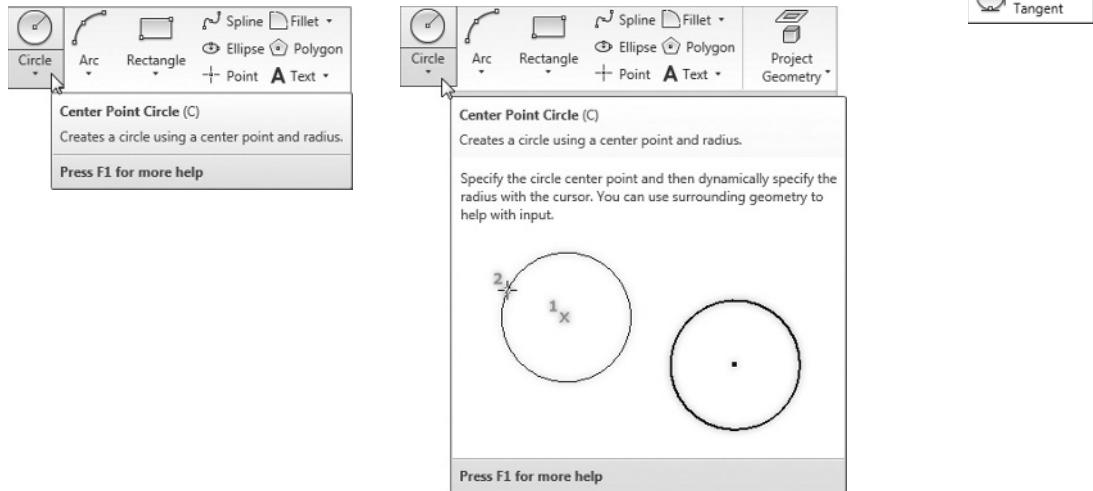 Circle
Arc
Rectangle
Spline Fillet
Ellipse Polygon
Point A Text
Center Point Circle (C)
Creates a circle using a center point and radius.
Press F1 for more help
Circle
Arc
Rectangle
Spline Fillet
Ellipse Polygon
Point A Text
Project
Geometry
Center Point Circle (C)
Creates a circle using a center point and radius.
Specify the circle center point and then dynamically specify the
radius with the cursor. You can use surrounding geometry to
help with input.
2
1
x
Press F1 for more help
Tangent